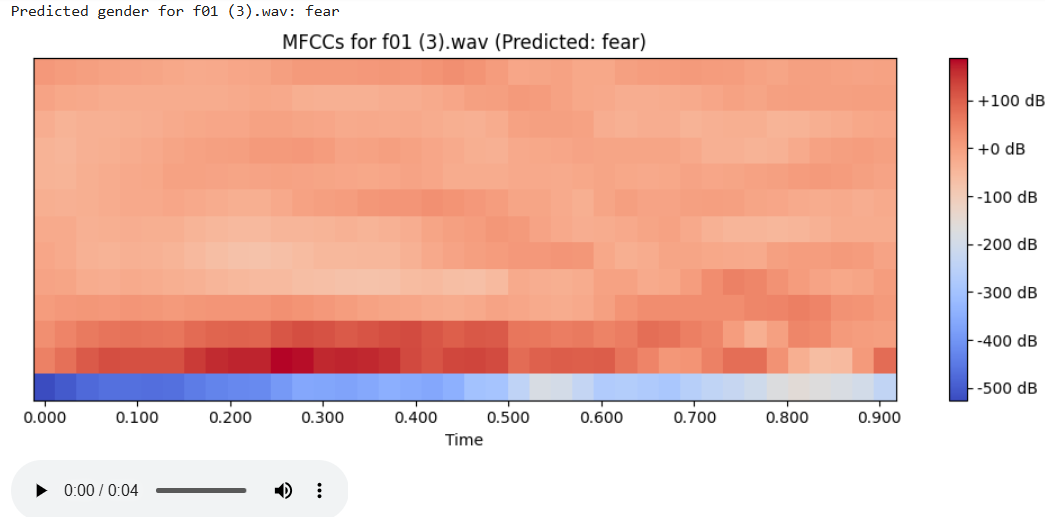 Predicted gender for f01 (3).wav: fear
MFCCs for f01 (3).wav (Predicted: fear)
+100 dB
+0 dB
-100 dB
-200 dB
-300 dB
-400 dB
-500 dB
0.000 0.100 0.200 0.300 0.400 0.500 0.600 0.700 0.800 0.900
Time
0:00 / 0:04